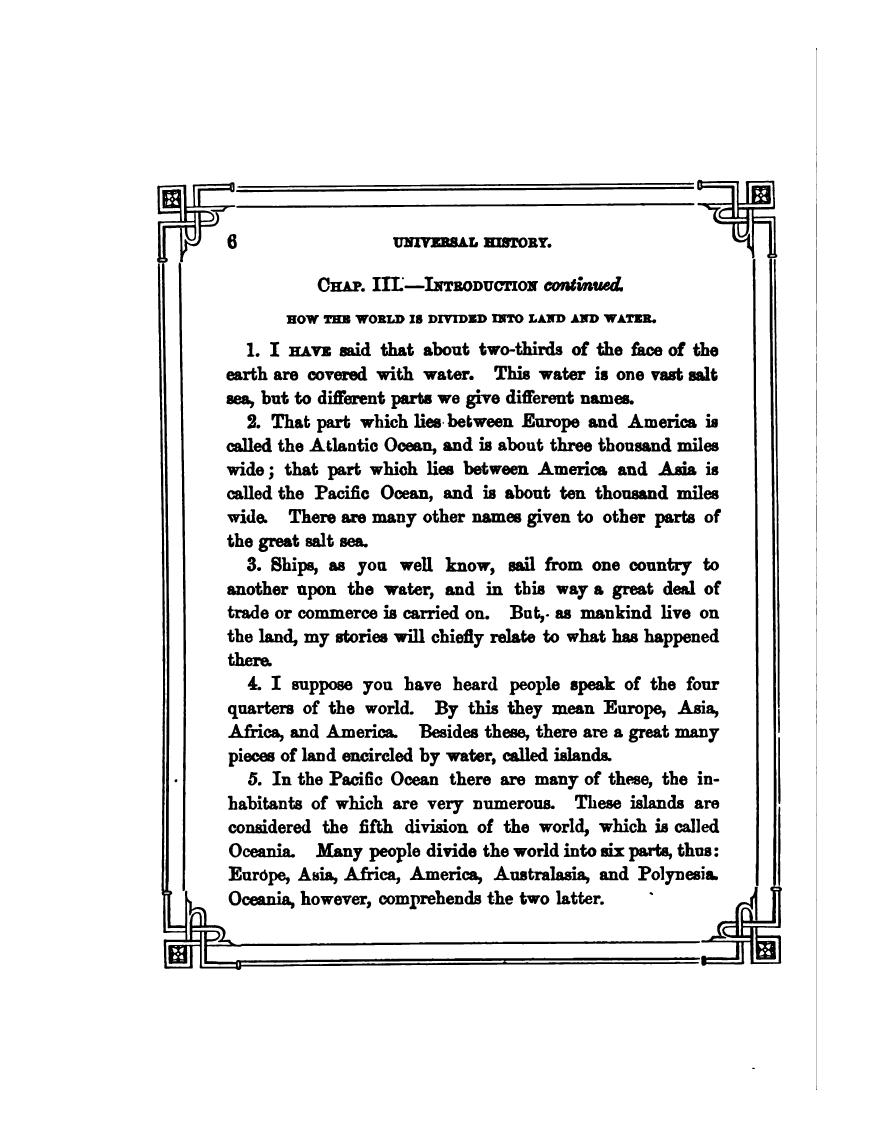 6 UNIVERSAL HISTORY.
CHAP. III.—INTRODUCTION continued.
HOW THE WORLD IS DIVIDED INTO LAND AND WATER.
1. I HAVE said that about two-thirds of the face of the
earth are covered with water. This water is one vast salt
sea, but to different parts we give different names.
2. That part which lies between Europe and America is
called the Atlantic Ocean, and is about three thousand miles
wide; that part which lies between America and Asia is
called the Pacific Ocean, and is about ten thousand miles
wide. There are many other names given to other parts of
the great salt sea.
3. Ships, as you well know, sail from one country to
another upon the water, and in this way a great deal of
trade or commerce is carried on. But, as mankind live on
the land, my stories will chiefly relate to what has happened
there.
4. I suppose you have heard people speak of the four
quarters of the world. By this they mean Europe, Asia,
Africa, and America. Besides these, there are a great many
pieces of land encircled by water, called islands.
5. In the Pacific Ocean there are many of these, the in-
habitants of which are very numerous. These islands are
considered the fifth division of the world, which is called
Oceania. Many people divide the world into six parts, thus:
Europe, Asia, Africa, America, Australasia, and Polynesia.
Oceania, however, comprehends the two latter.